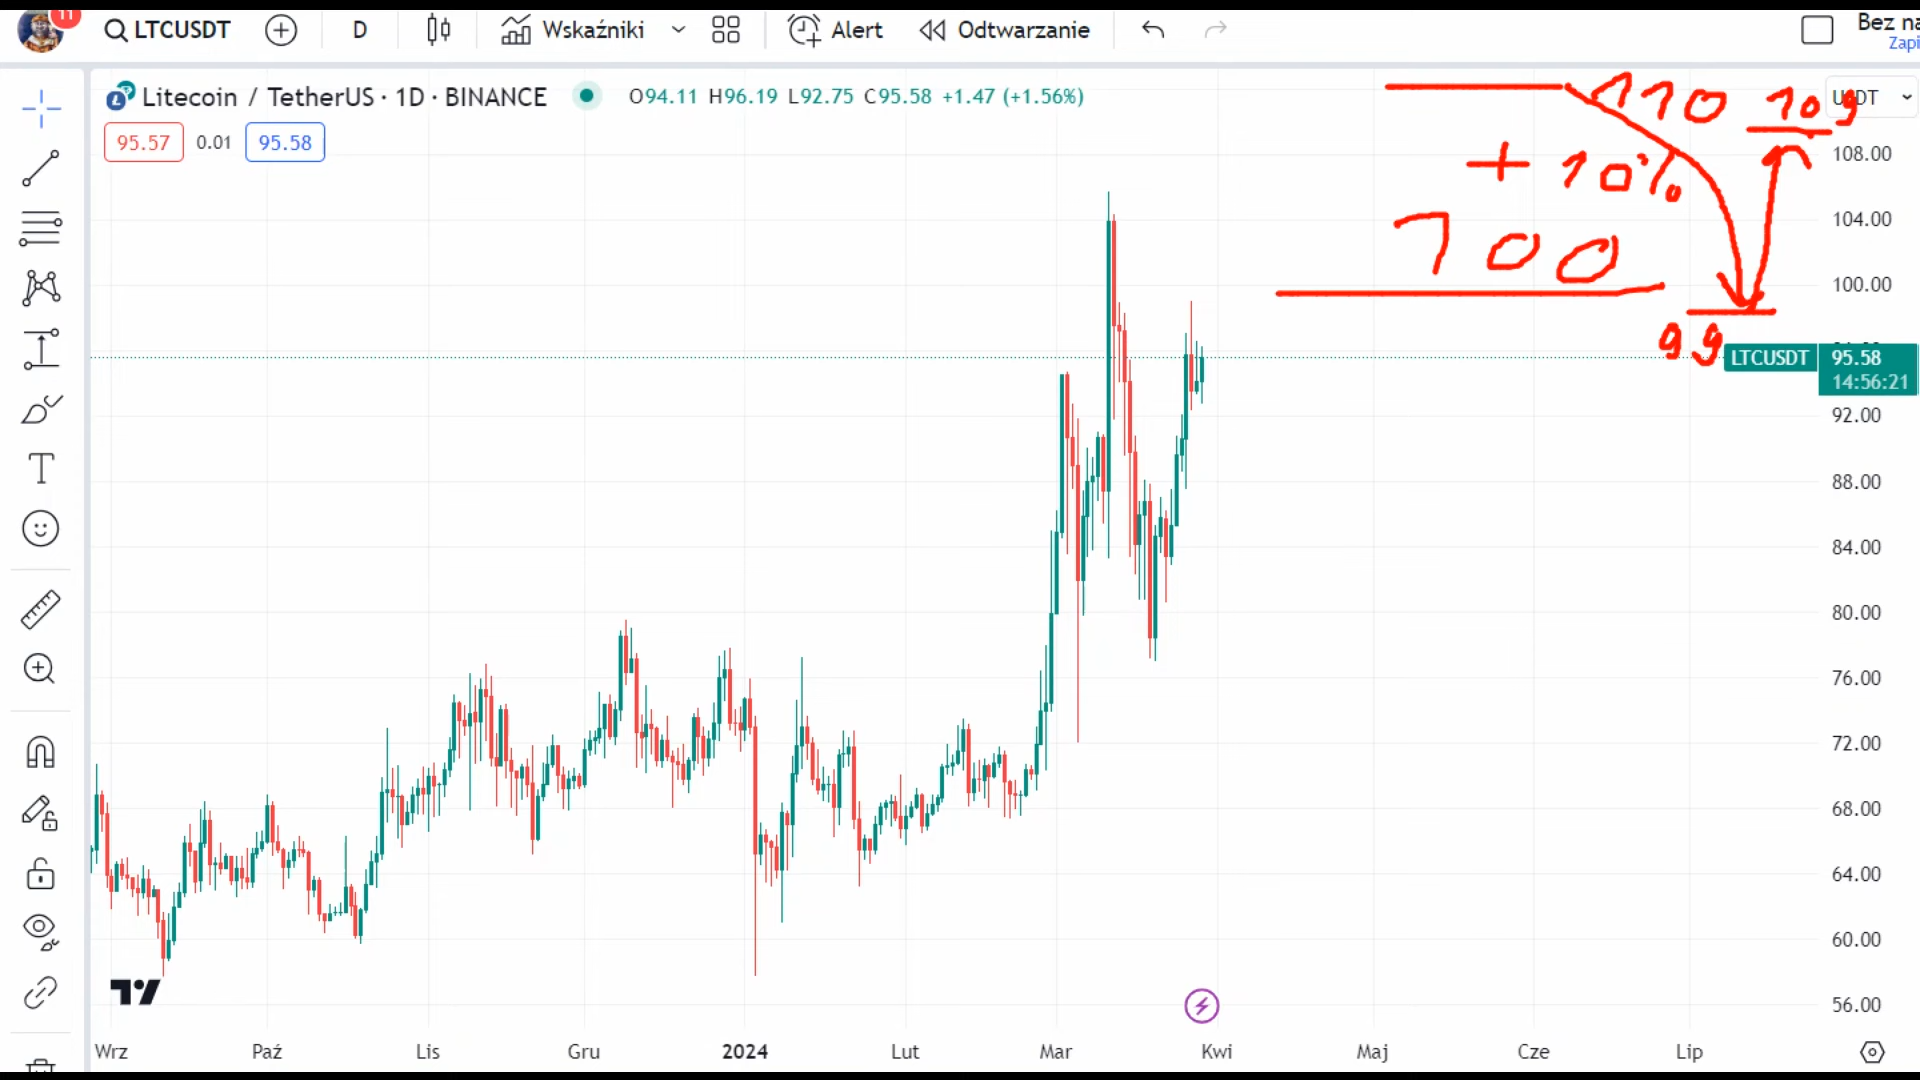 11
LTCUSDT
D
Wskaźniki
Alert
Odtwarzanie
Bez na
Zapi
Litecoin / TetherUS · 1D · BINANCE
O94.11 H96.19 L92.75 C95.58 +1.47 (+1.56%)
95.57 0.01 95.58
USDT
110 109
+ 10%
100
99
108.00
104.00
100.00
LTCUSDT 95.58
14:56:21
92.00
88.00
84.00
80.00
76.00
72.00
68.00
64.00
60.00
56.00
Wrz Paź Lis Gru 2024 Lut Mar Kwi Maj Cze Lip